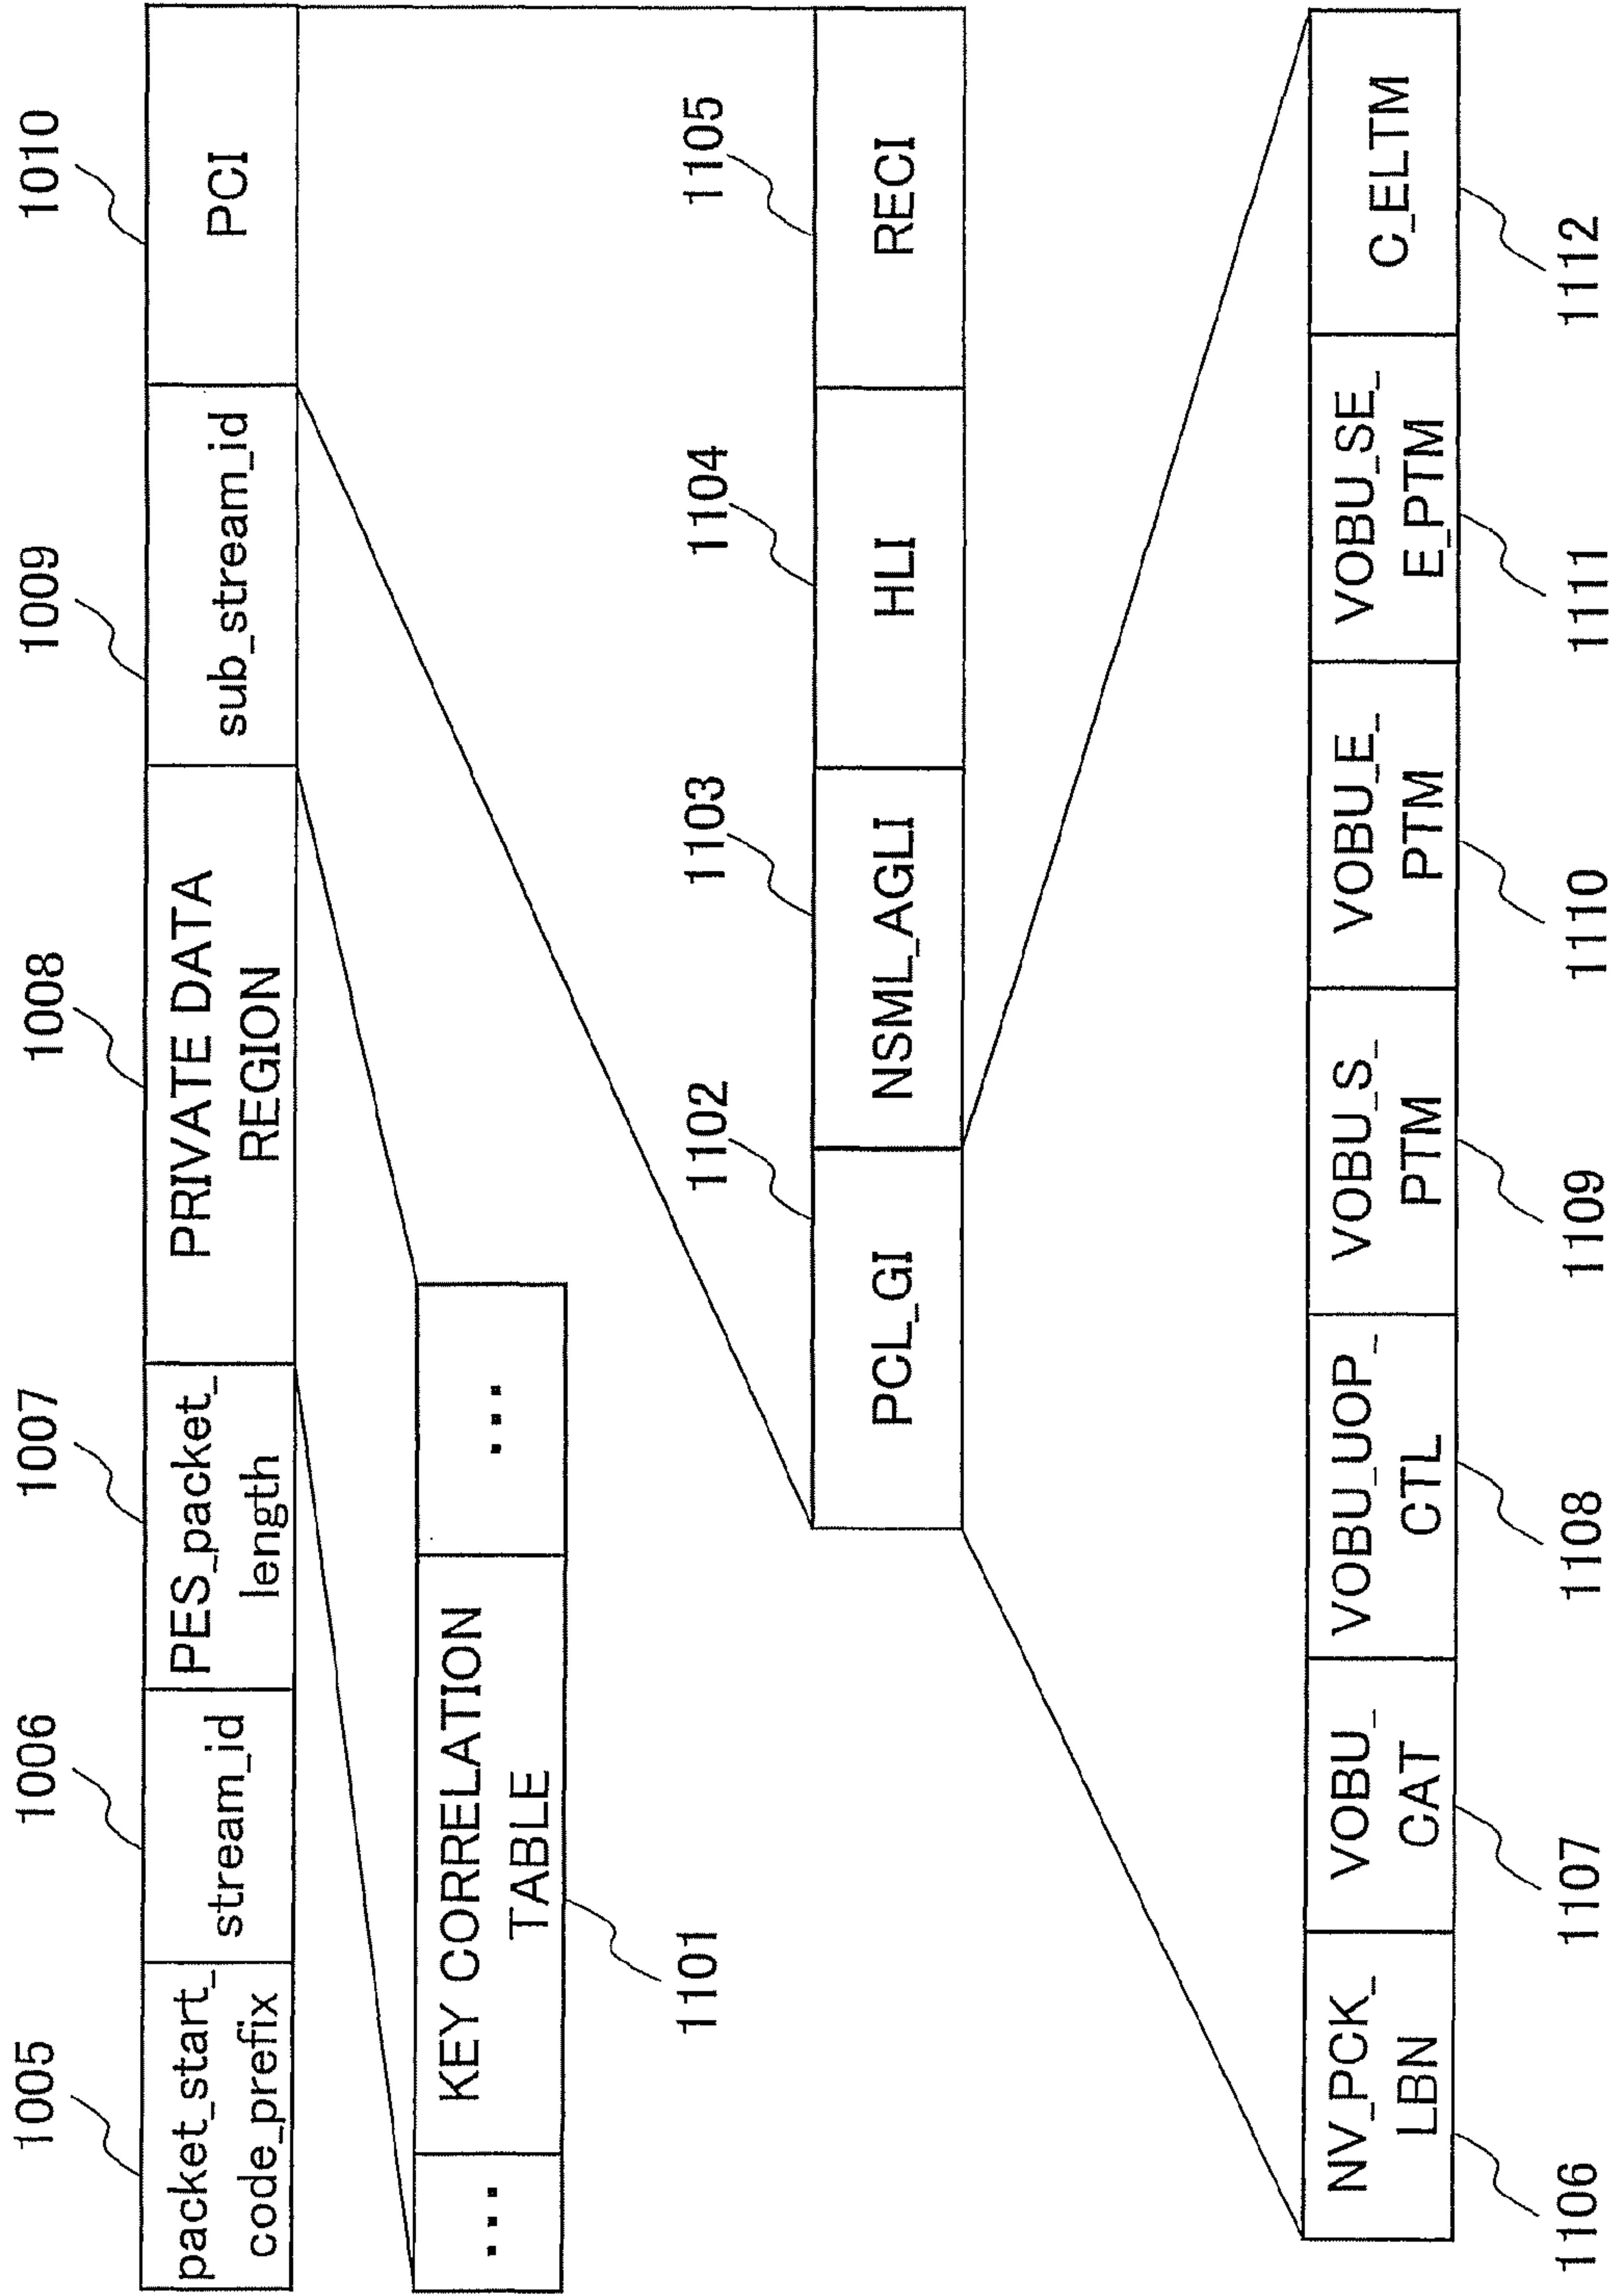 1005
1006
1007
1008
1009
1010
packet_start_
code_prefix
stream_id
PES_packet_
length
PRIVATE DATA
REGION
sub_stream_id
PCI
...
KEY CORRELATION
TABLE
...
1101
1102
1103
1104
1105
PCL_GI
NSML_AGLI
HLI
RECI
NV_PCK_
LBN
VOBU_
CAT
VOBU_UOP_
CTL
VOBU_S_
PTM
VOBU_E_
PTM
VOBU_SE_
E_PTM
C_ELTM
1106
1107
1108
1109
1110
1111
1112